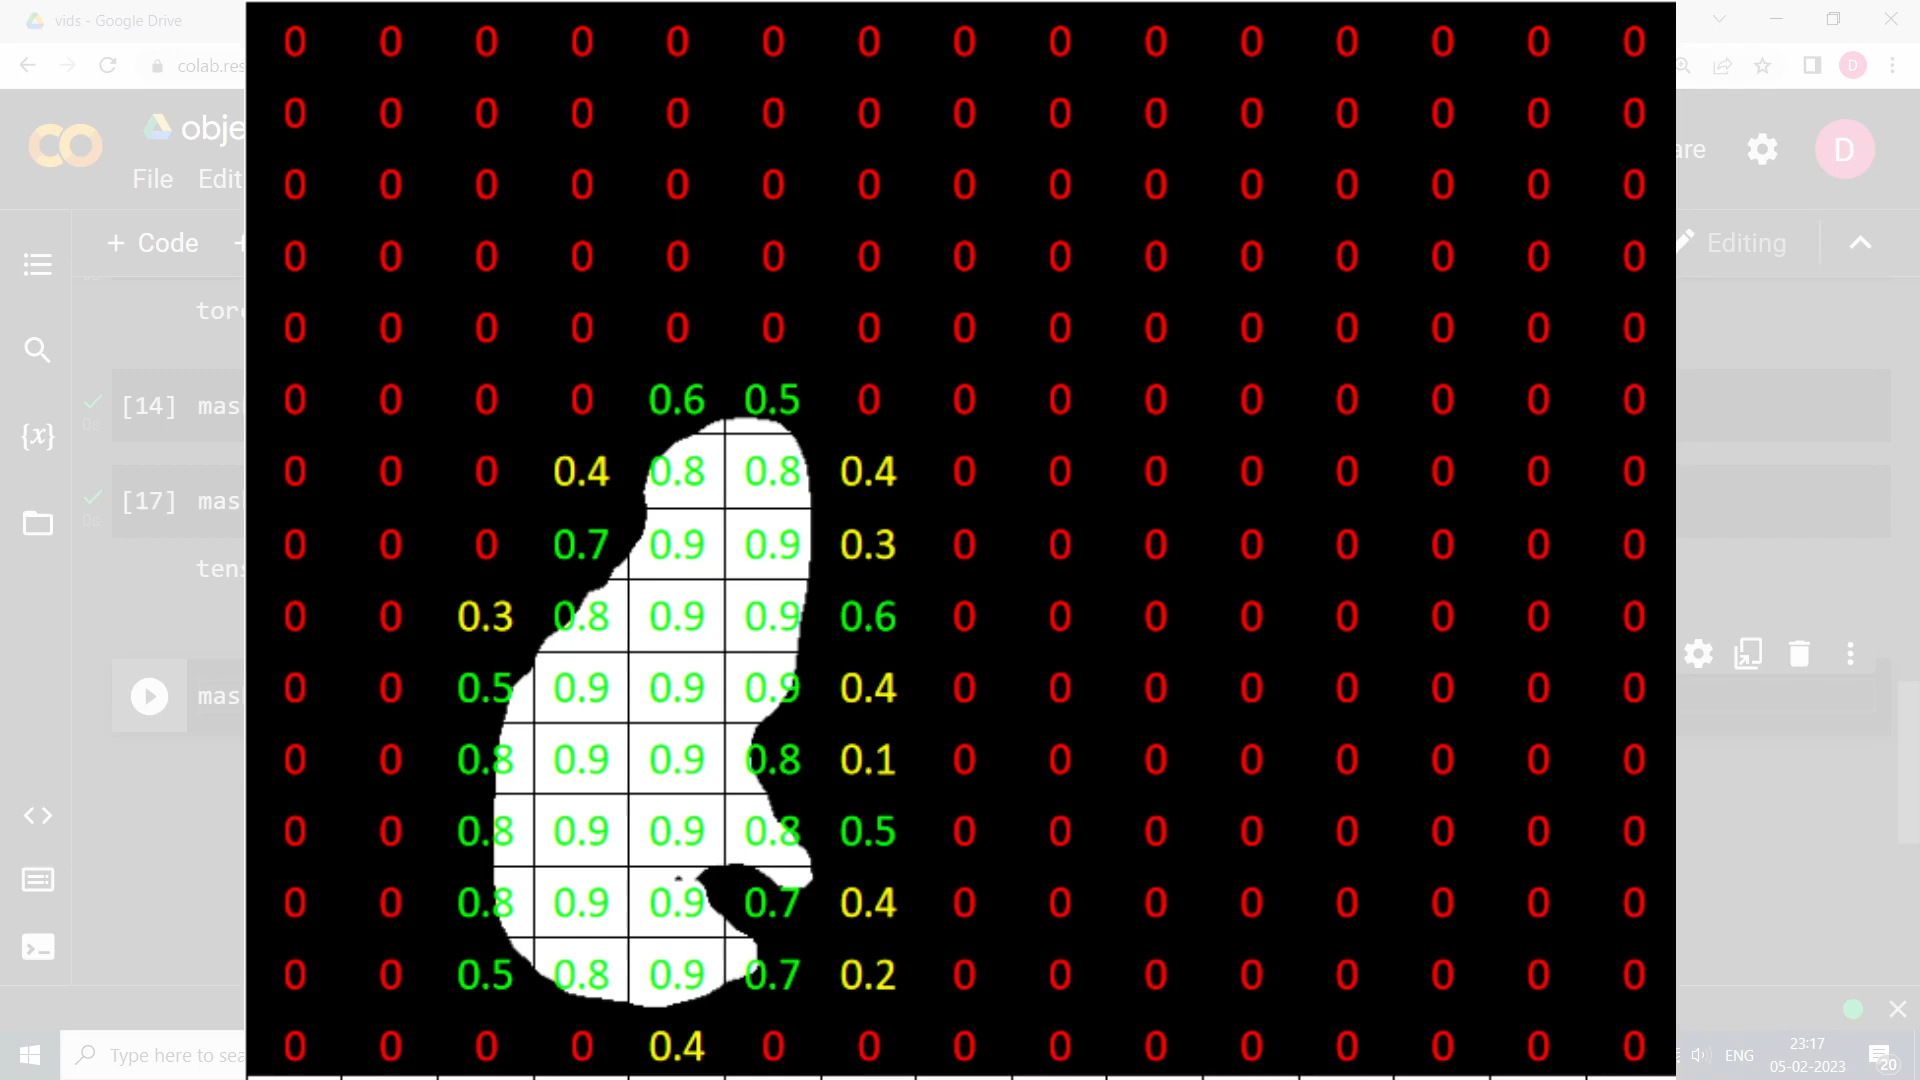 vids - Google Drive
colab.res
D
obje
are
D
File Edit
+ Code +
Editing
0 0 0 0 0 0 0 0 0 0 0 0 0 0 0
0 0 0 0 0 0 0 0 0 0 0 0 0 0 0
0 0 0 0 0 0 0 0 0 0 0 0 0 0 0
0 0 0 0 0 0 0 0 0 0 0 0 0 0 0
tor
0 0 0 0 0 0 0 0 0 0 0 0 0 0 0
[14] mas
0 0 0 0 0.6 0.5 0 0 0 0 0 0 0 0 0
0s
{x}
0 0 0 0.4 0.8 0.8 0.4 0 0 0 0 0 0 0 0
[17] mas
0s
0 0 0 0.7 0.9 0.9 0.3 0 0 0 0 0 0 0 0
tens
0 0 0.3 0.8 0.9 0.9 0.6 0 0 0 0 0 0 0 0
mas
0 0 0.5 0.9 0.9 0.9 0.4 0 0 0 0 0 0 0 0
0 0 0.8 0.9 0.9 0.8 0.1 0 0 0 0 0 0 0 0
0 0 0.8 0.9 0.9 0.8 0.5 0 0 0 0 0 0 0 0
0 0 0.8 0.9 0.9 0.7 0.4 0 0 0 0 0 0 0 0
0 0 0.5 0.8 0.9 0.7 0.2 0 0 0 0 0 0 0 0
0 0 0 0 0.4 0 0 0 0 0 0 0 0 0 0
Type here to sea
ENG
23:17
05-02-2023
20